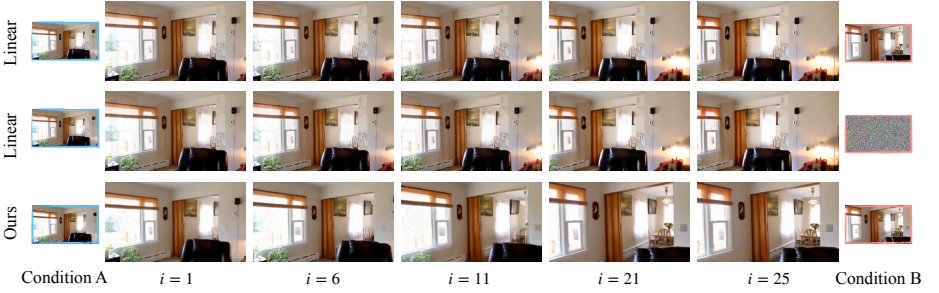 Linear
Linear
Ours
Condition A i = 1 i = 6 i = 11 i = 21 i = 25 Condition B